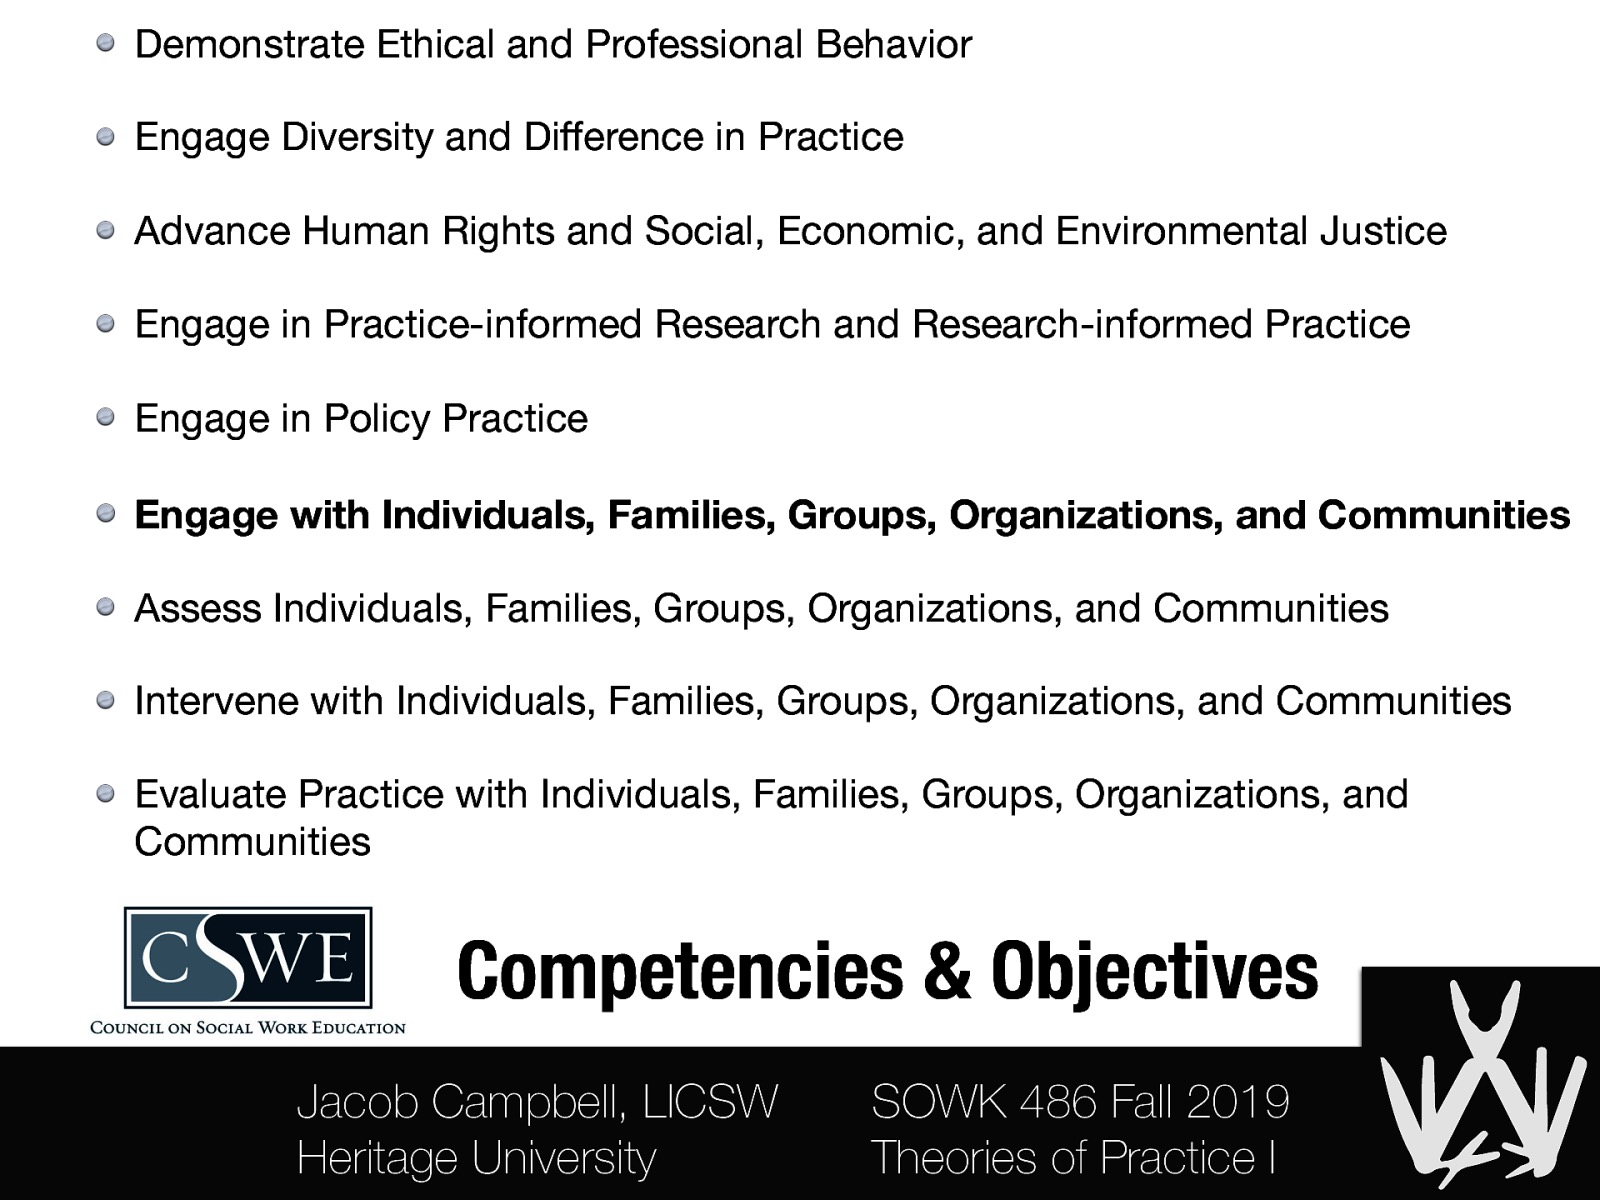 Demonstrate Ethical and Professional Behavior
Engage Diversity and Difference in Practice
Advance Human Rights and Social, Economic, and Environmental Justice
Engage in Practice-informed Research and Research-informed Practice
Engage in Policy Practice
Engage with Individuals, Families, Groups, Organizations, and Communities
Assess Individuals, Families, Groups, Organizations, and Communities
Intervene with Individuals, Families, Groups, Organizations, and Communities
Evaluate Practice with Individuals, Families, Groups, Organizations, and
Communities
CSWE
COUNCIL ON SOCIAL WORK EDUCATION
Competencies & Objectives
Jacob Campbell, LICSW
Heritage University
SOWK 486 Fall 2019
Theories of Practice I